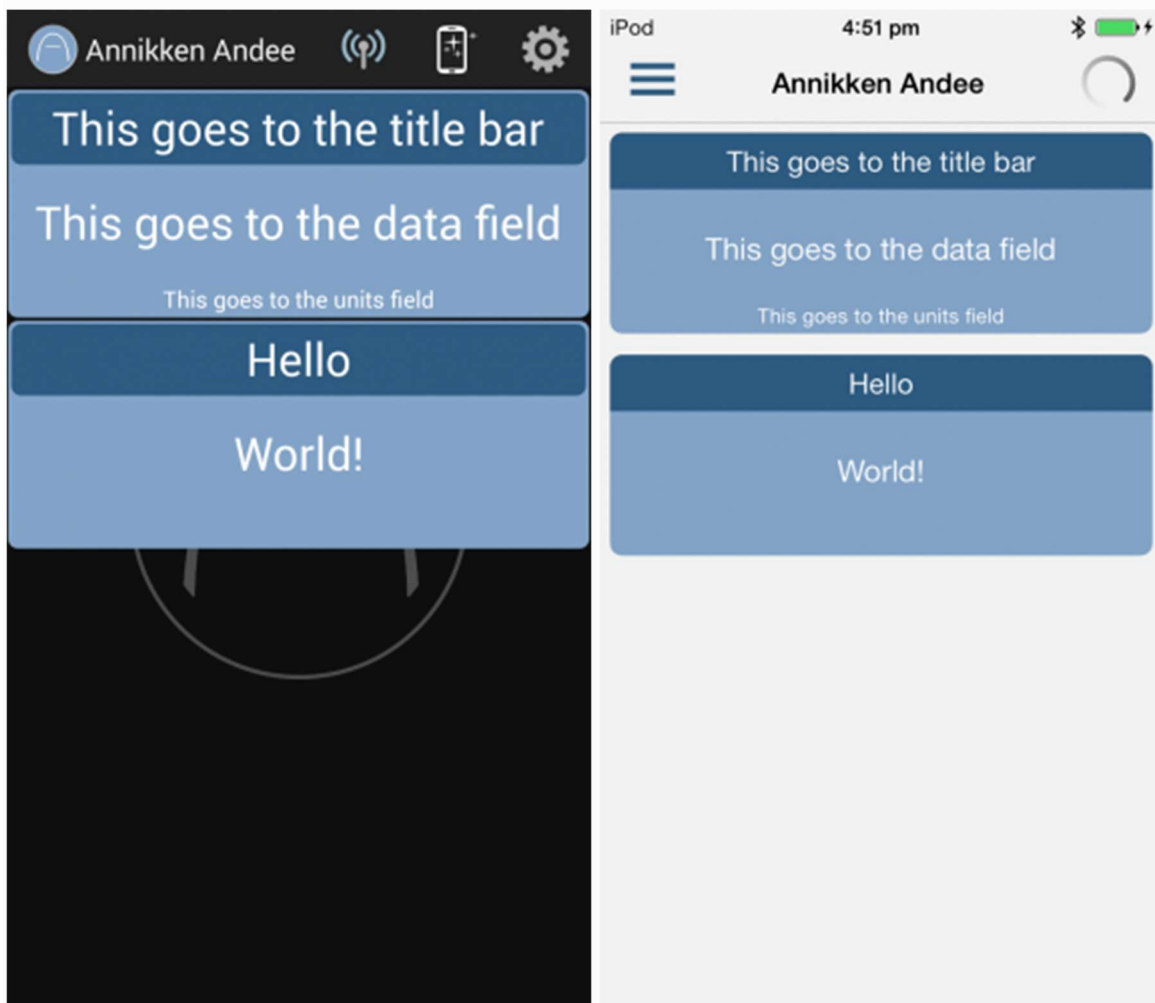 Annikken Andee
This goes to the title bar
This goes to the data field
This goes to the units field
Hello
World!
iPod
4:51 pm
Annikken Andee
This goes to the title bar
This goes to the data field
This goes to the units field
Hello
World!